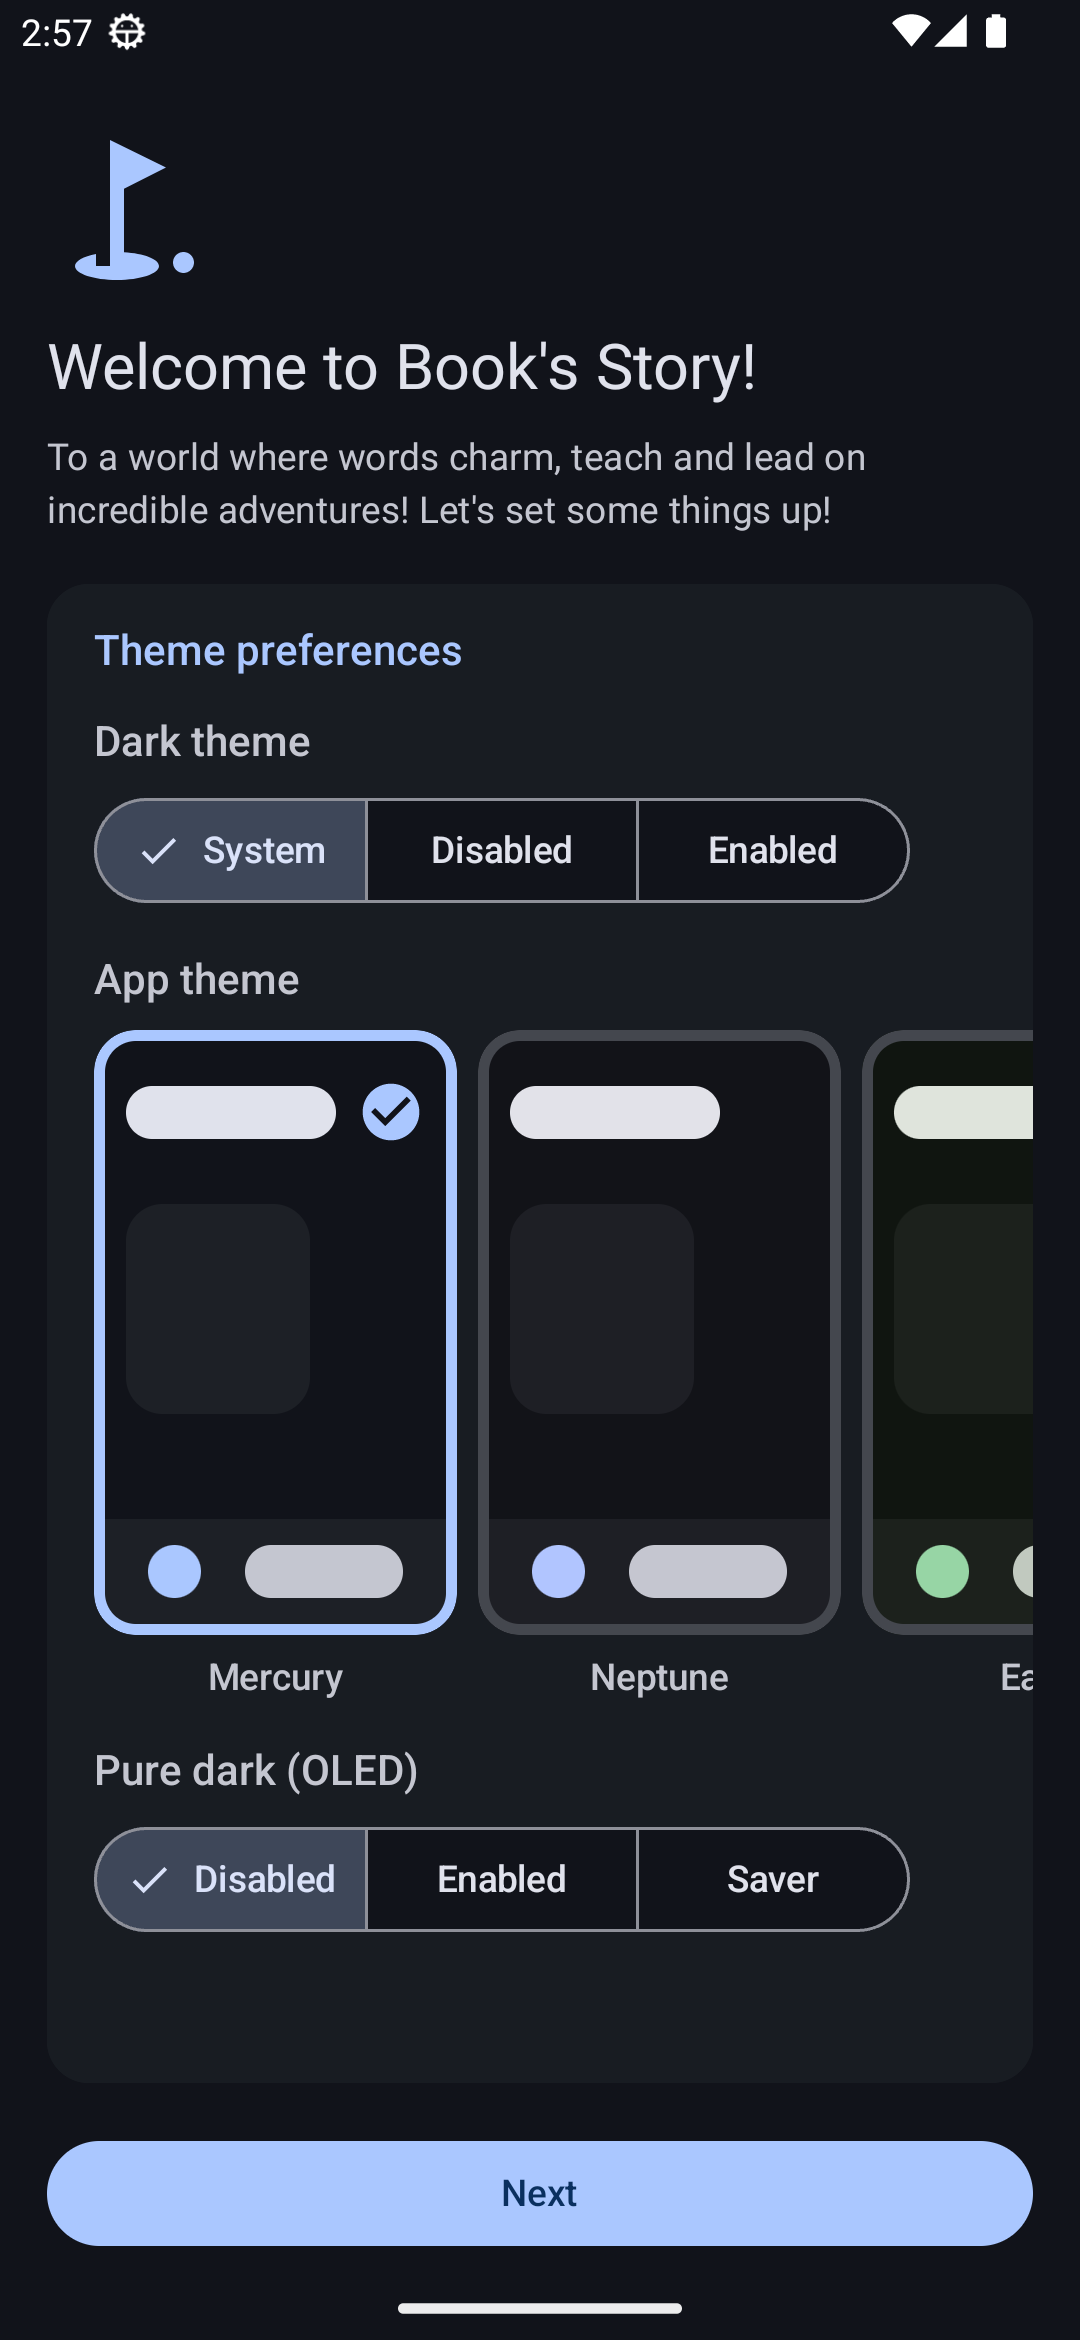 2:57
Welcome to Book's Story!
To a world where words charm, teach and lead on
incredible adventures! Let's set some things up!
Theme preferences
Dark theme
System Disabled Enabled
App theme
Mercury Neptune Ea
Pure dark (OLED)
Disabled Enabled Saver
Next